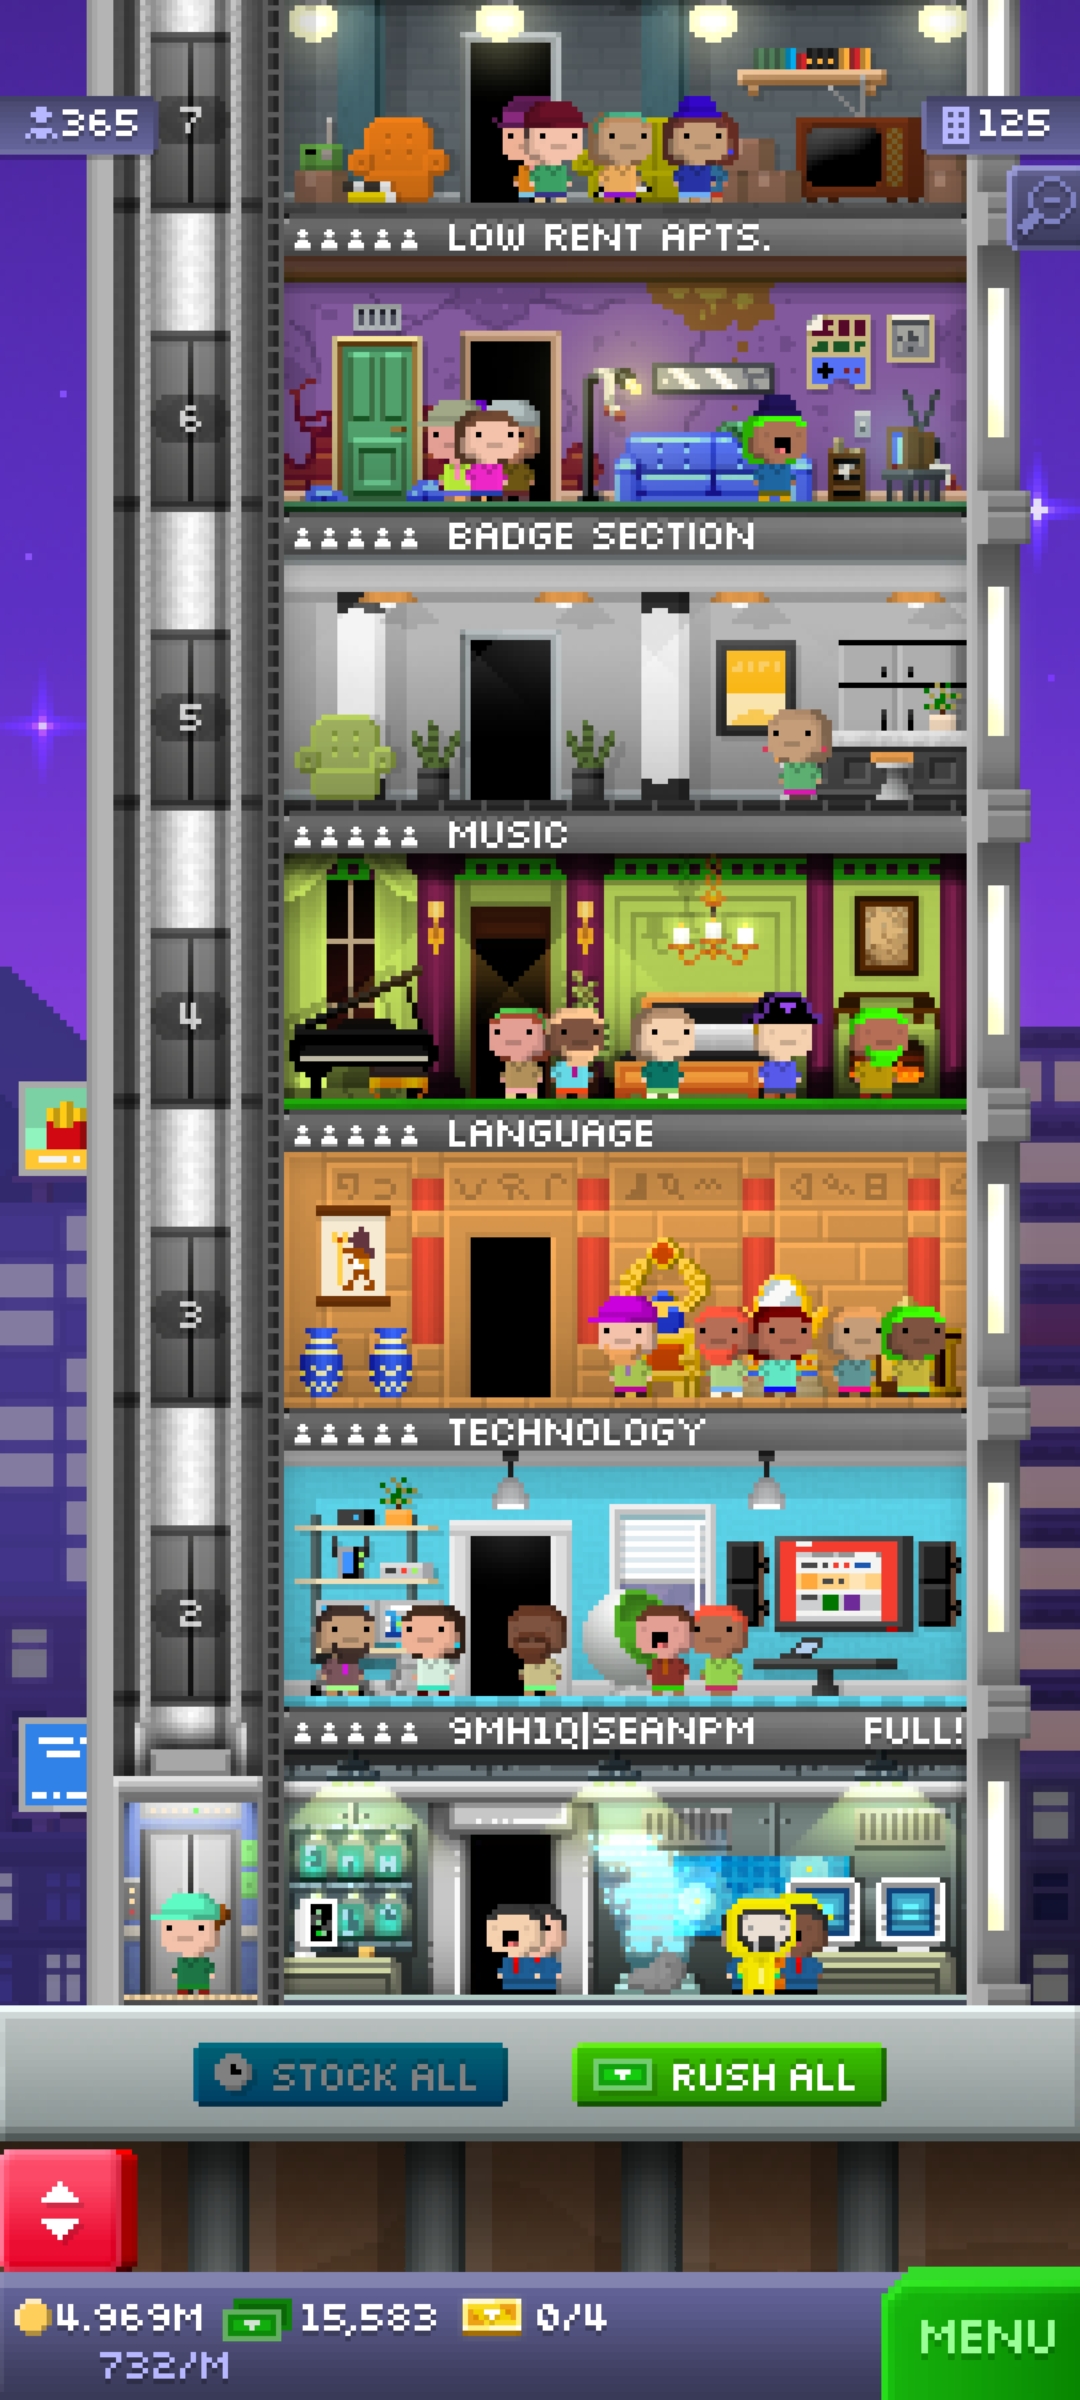 7
365
125
LOW RENT APTS.
6
BADGE SECTION
5
MUSIC
4
LANGUAGE
3
TECHNOLOGY
2
9MH1Q|SEANPM FULL!
STOCK ALL
RUSH ALL
4.969M 15,583 0/4
732/M
MENU